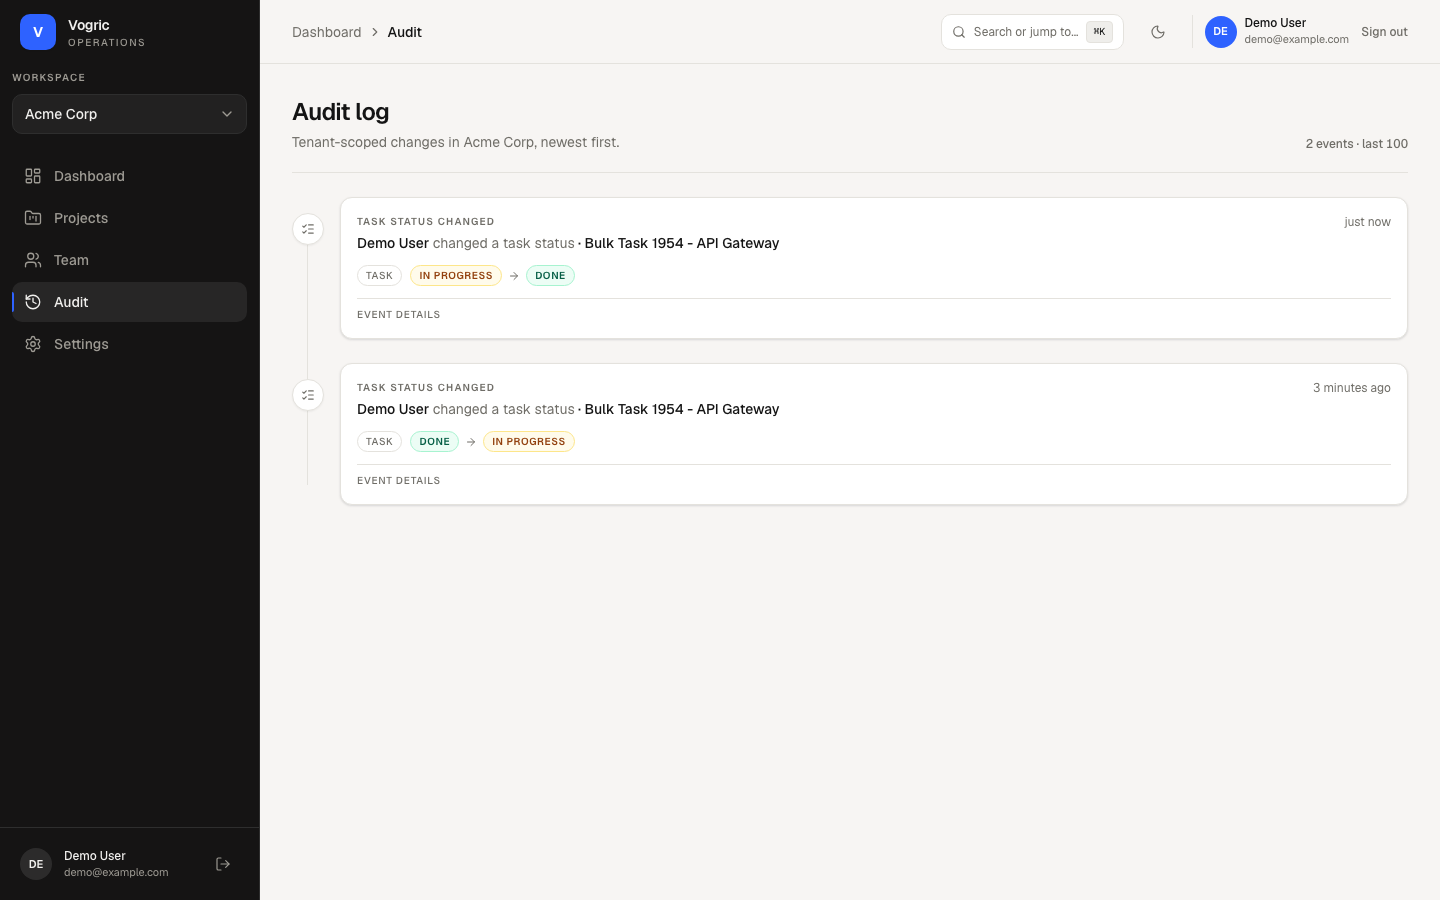 V
Vogric
OPERATIONS
WORKSPACE
Acme Corp
Dashboard
Projects
Team
Audit
Settings
DE
Demo User
demo@example.com
Dashboard > Audit
Search or jump to... ⌘K
DE
Demo User
demo@example.com
Sign out
Audit log
Tenant-scoped changes in Acme Corp, newest first.
2 events · last 100
TASK STATUS CHANGED
just now
Demo User changed a task status · Bulk Task 1954 - API Gateway
TASK IN PROGRESS → DONE
EVENT DETAILS
TASK STATUS CHANGED
3 minutes ago
Demo User changed a task status · Bulk Task 1954 - API Gateway
TASK DONE → IN PROGRESS
EVENT DETAILS